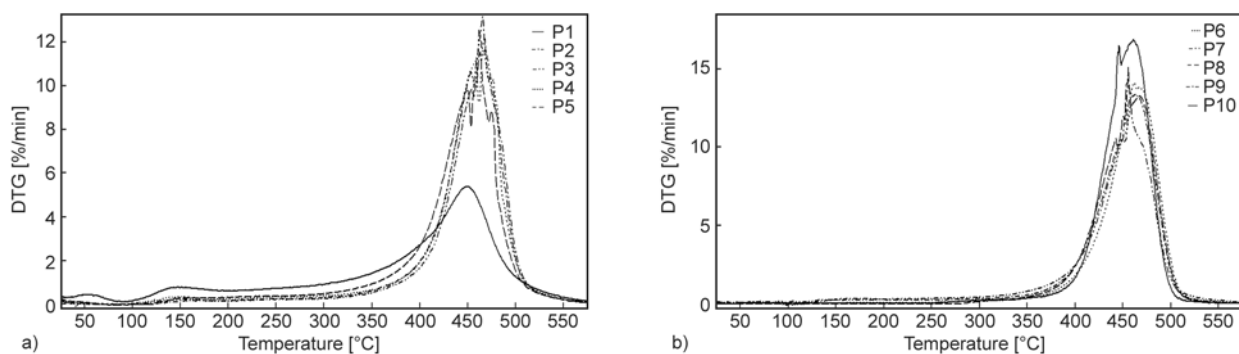 12
10
8
6
4
2
0
DTG [%/min]
P1
P2
P3
P4
P5
50 100 150 200 250 300 350 400 450 500 550
Temperature [°C]
a)
15
10
5
0
DTG [%/min]
P6
P7
P8
P9
P10
50 100 150 200 250 300 350 400 450 500 550
Temperature [°C]
b)